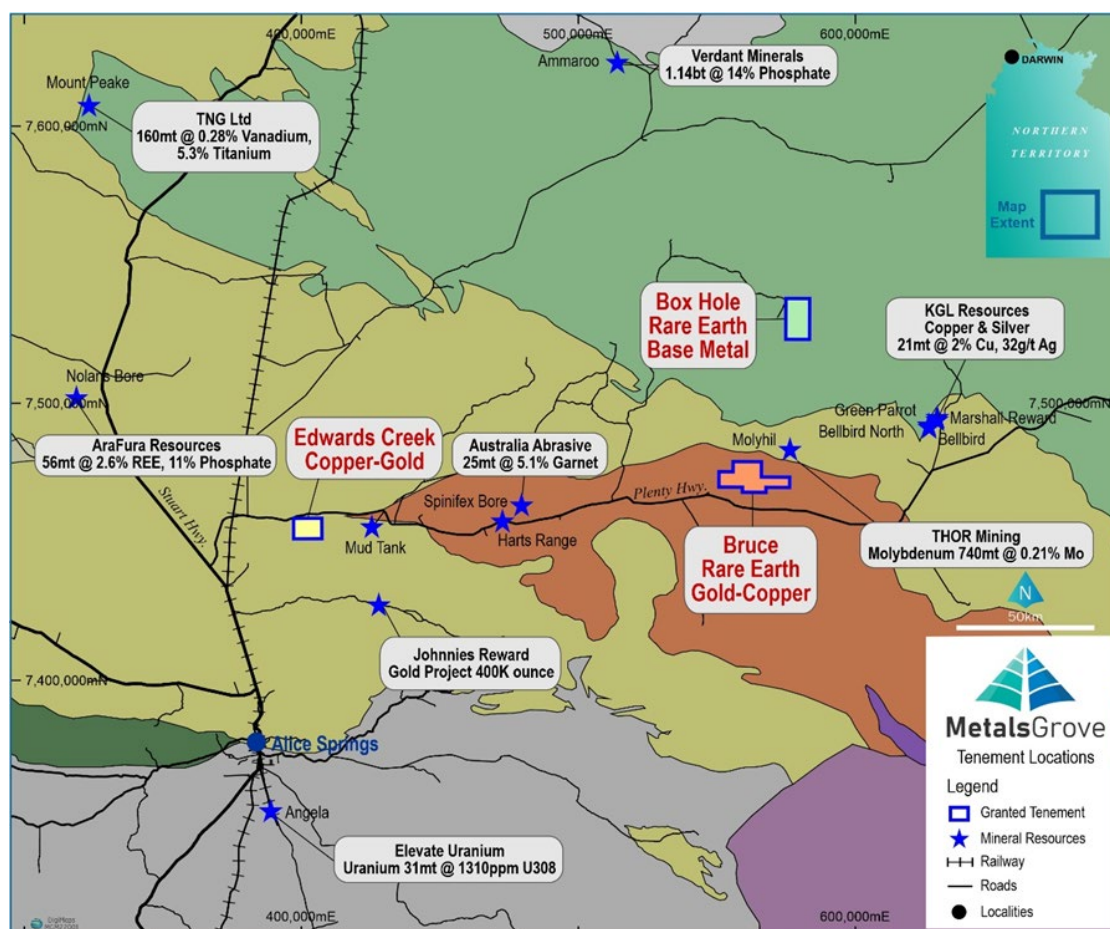 400,000mE
500,000mE
600,000mE
Mount Peake
TNG Ltd
160mt @ 0.28% Vanadium,
5.3% Titanium
7,600,000mN
7,600,000mN
Ammaroo
Verdant Minerals
1.14bt @ 14% Phosphate
DARWIN
NORTHERN
TERRITORY
Map
Extent
Box Hole
Rare Earth
Base Metal
KGL Resources
Copper & Silver
21mt @ 2% Cu, 32g/t Ag
Nolans Bore
7,500,000mN
7,500,000mN
AraFura Resources
56mt @ 2.6% REE, 11% Phosphate
Edwards Creek
Copper-Gold
Australia Abrasive
25mt @ 5.1% Garnet
Green Parrot
Marshall Reward
Bellbird North
Bellbird
Molyhil
Stuart Hwy.
Spinifex Bore
Plenty Hwy.
Mud Tank
Harts Range
Bruce
Rare Earth
Gold-Copper
THOR Mining
Molybdenum 740mt @ 0.21% Mo
N
50km
Johnnies Reward
Gold Project 400K ounce
7,400,000mN
Alice Springs
Angela
Elevate Uranium
Uranium 31mt @ 1310ppm U308
MetalsGrove
Tenement Locations
Legend
Granted Tenement
Mineral Resources
Railway
Roads
Localities
400,000mE
600,000mE
DigiMaps